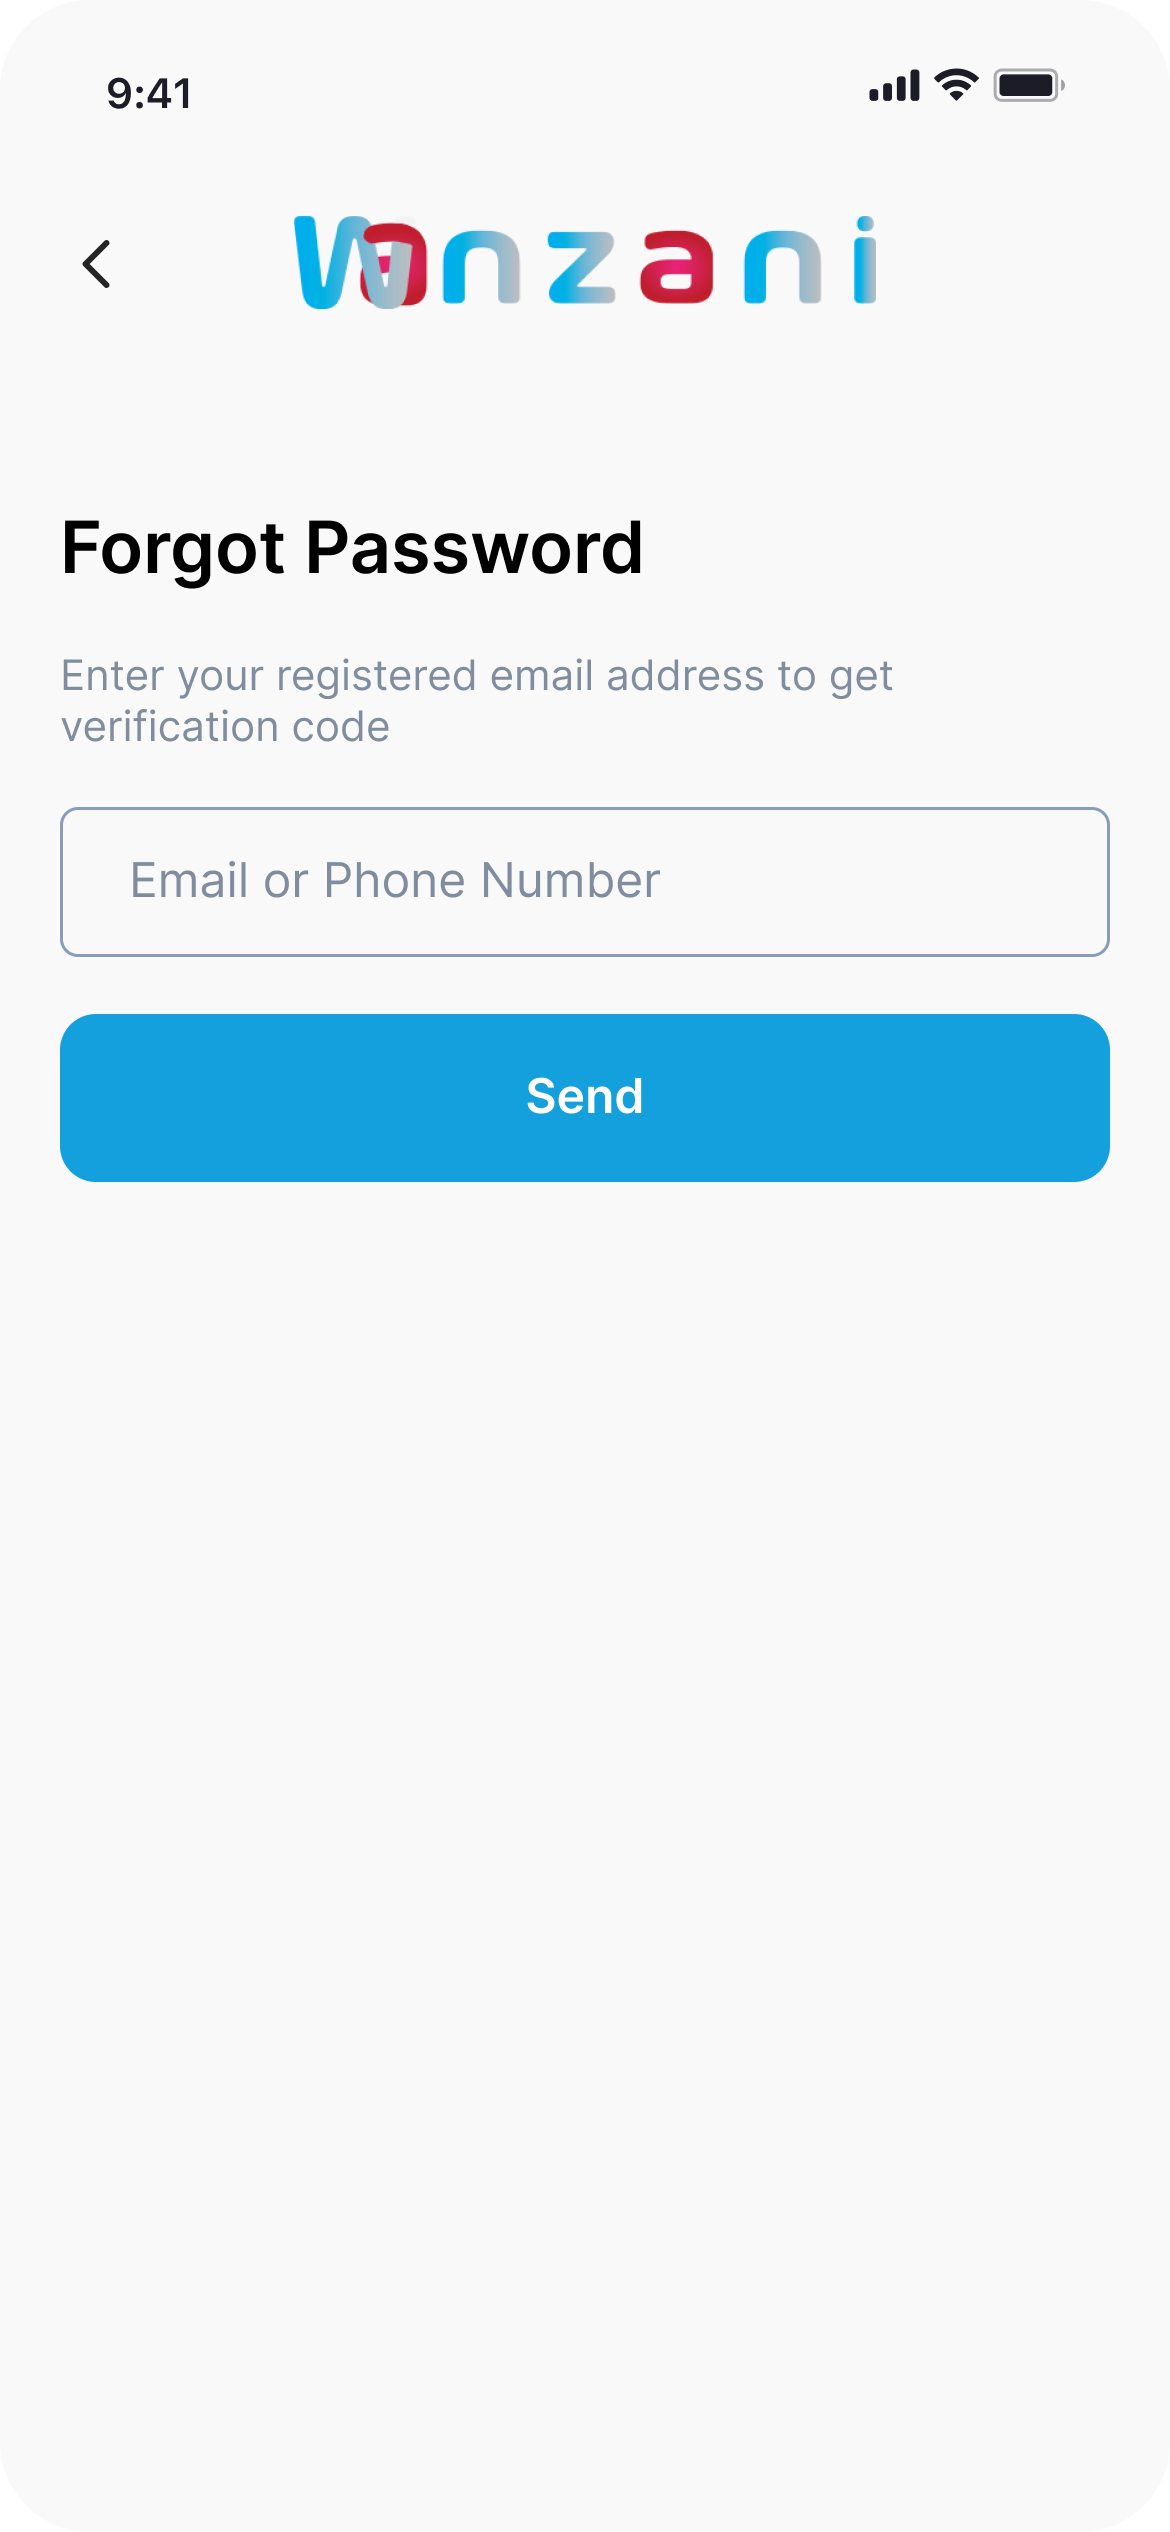 9:41
Wanzani
Forgot Password
Enter your registered email address to get
verification code
Email or Phone Number
Send